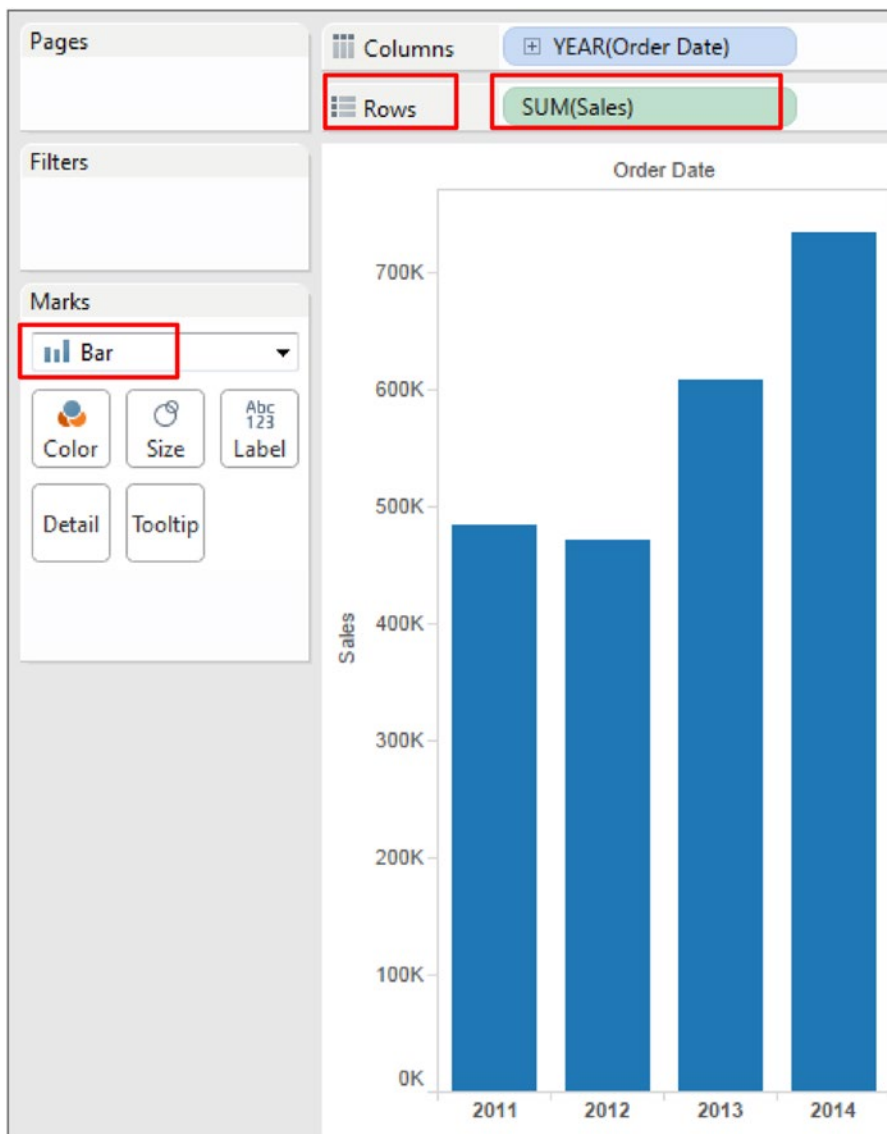 Pages
Columns
YEAR(Order Date)
Rows
SUM(Sales)
Filters
Marks
Bar
Color
Size
Abc
123
Label
Detail
Tooltip
Order Date
Sales
700K
600K
500K
400K
300K
200K
100K
0K
2011 2012 2013 2014